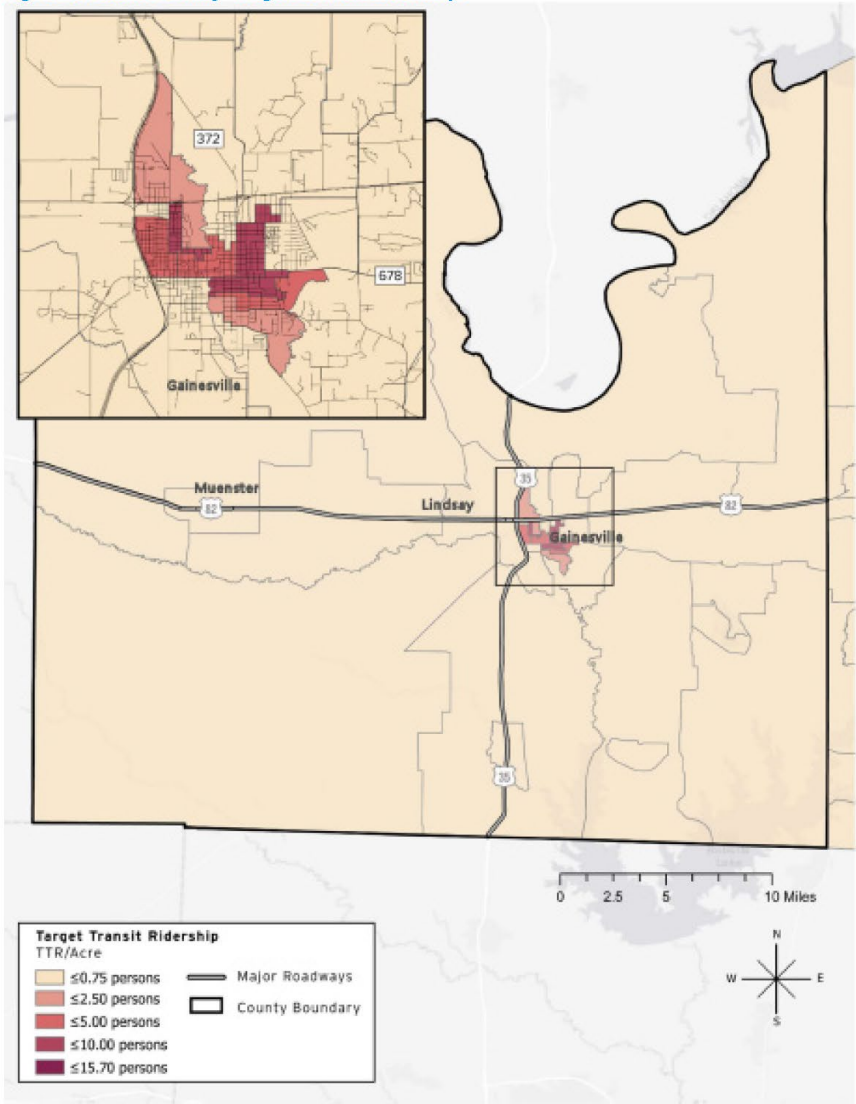 372
678
Gainesville
Muenster
82
Lindsay
35
Gainesville
82
35
0 2.5 5 10 Miles
Target Transit Ridership
TTR/Acre
≤0.75 persons
≤2.50 persons
≤5.00 persons
≤10.00 persons
≤15.70 persons
Major Roadways
County Boundary
N
W E
S